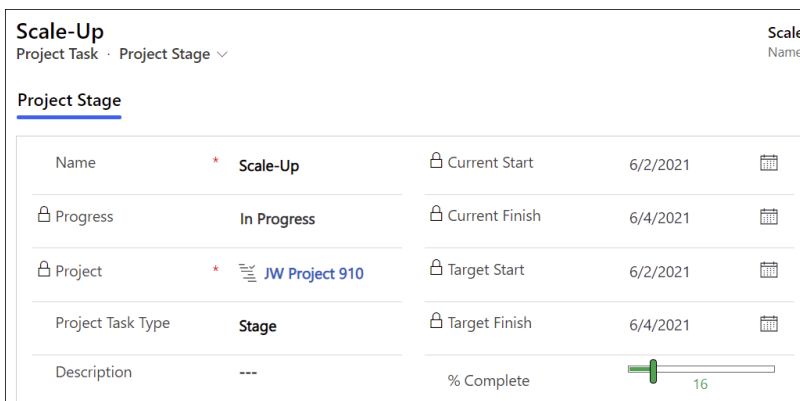 Scale-Up
Project Task · Project Stage
Scale
Name
Project Stage
Name * Scale-Up
Current Start 6/2/2021
Progress In Progress
Current Finish 6/4/2021
Project * JW Project 910
Target Start 6/2/2021
Project Task Type Stage
Target Finish 6/4/2021
Description ---
% Complete 16